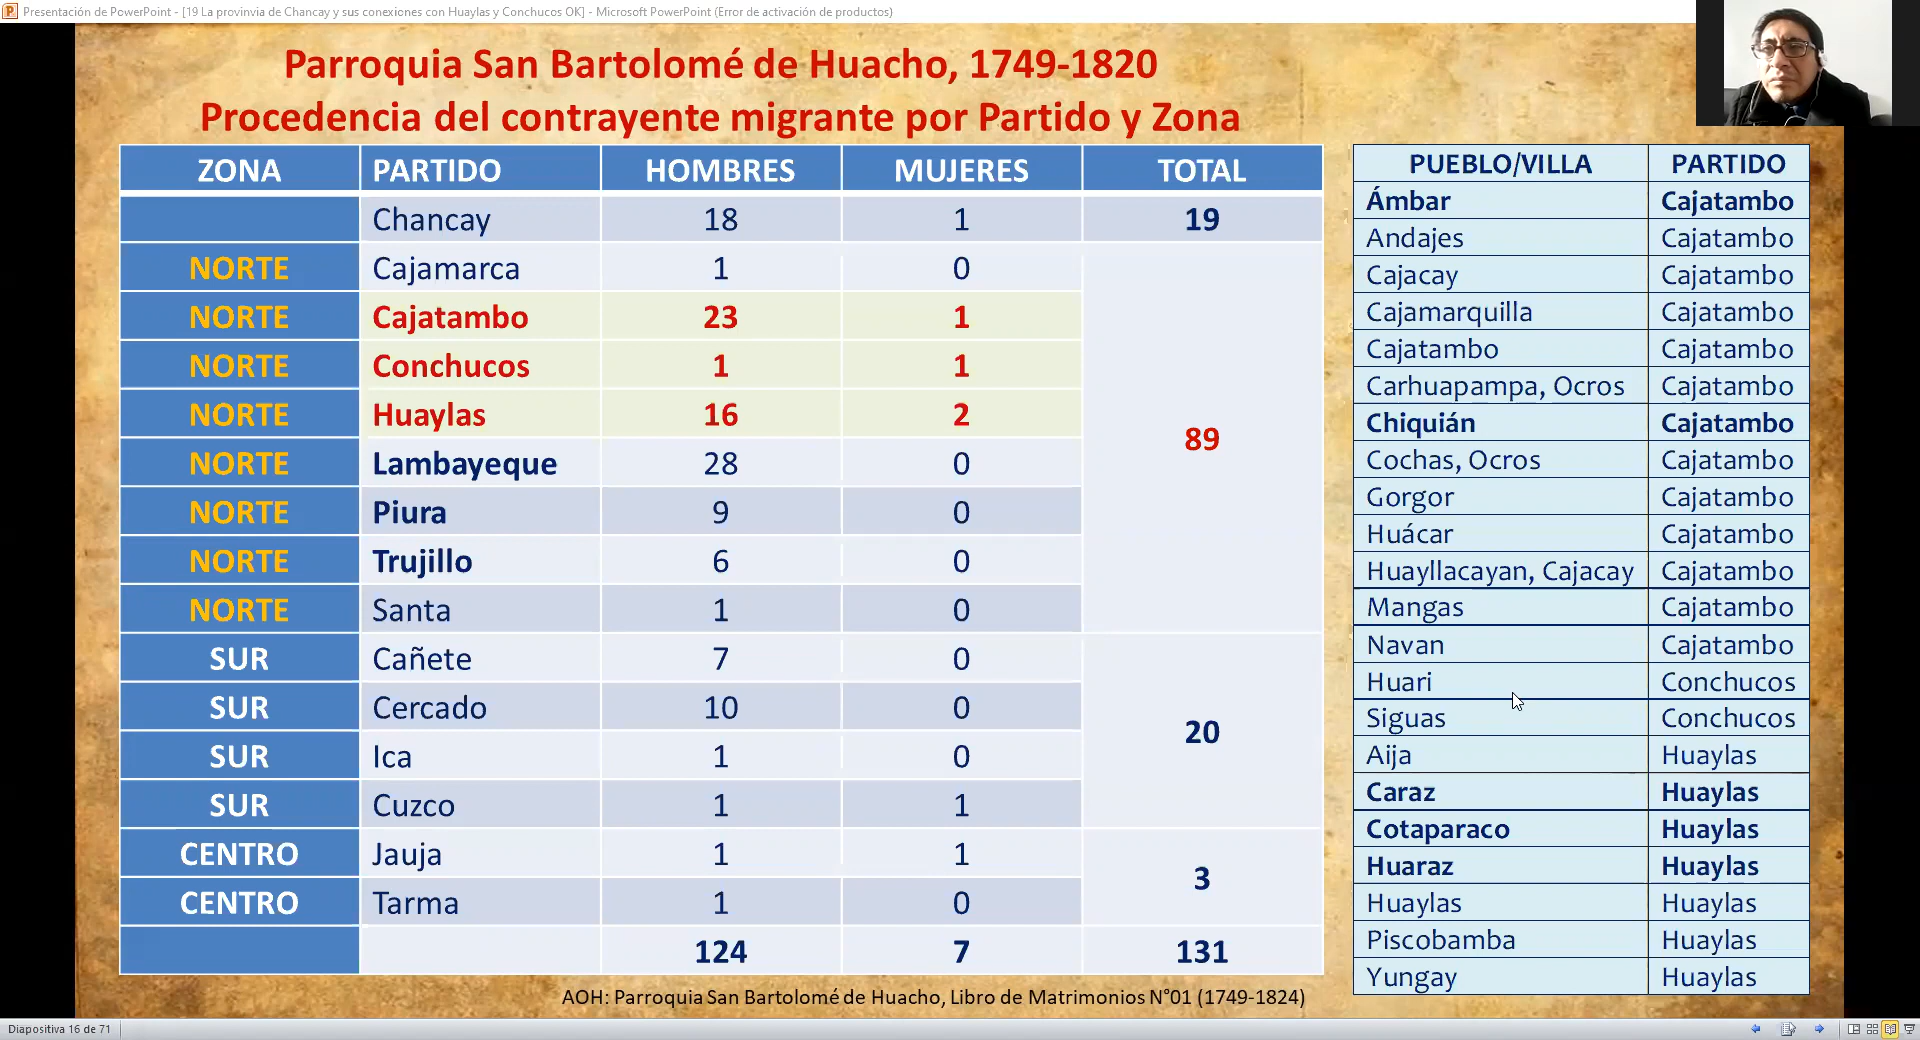 Presentación de PowerPoint - [19 La provinvia de Chancay y sus conexiones con Huaylas y Conchucos OK] - Microsoft PowerPoint (Error de activación de productos)
Parroquia San Bartolomé de Huacho, 1749-1820
Procedencia del contrayente migrante por Partido y Zona
ZONA PARTIDO HOMBRES MUJERES TOTAL
Chancay 18 1 19
NORTE Cajamarca 1 0
NORTE Cajatambo 23 1
NORTE Conchucos 1 1
NORTE Huaylas 16 2
89
NORTE Lambayeque 28 0
NORTE Piura 9 0
NORTE Trujillo 6 0
NORTE Santa 1 0
SUR Cañete 7 0
SUR Cercado 10 0
20
SUR Ica 1 0
SUR Cuzco 1 1
CENTRO Jauja 1 1
3
CENTRO Tarma 1 0
124 7 131
AOH: Parroquia San Bartolomé de Huacho, Libro de Matrimonios N°01 (1749-1824)
PUEBLO/VILLA PARTIDO
Ámbar Cajatambo
Andajes Cajatambo
Cajacay Cajatambo
Cajamarquilla Cajatambo
Cajatambo Cajatambo
Carhuapampa, Ocros Cajatambo
Chiquián Cajatambo
Cochas, Ocros Cajatambo
Gorgor Cajatambo
Huácar Cajatambo
Huayllacayan, Cajacay Cajatambo
Mangas Cajatambo
Navan Cajatambo
Huari Conchucos
Siguas Conchucos
Aija Huaylas
Caraz Huaylas
Cotaparaco Huaylas
Huaraz Huaylas
Huaylas Huaylas
Piscobamba Huaylas
Yungay Huaylas
Diapositiva 16 de 71